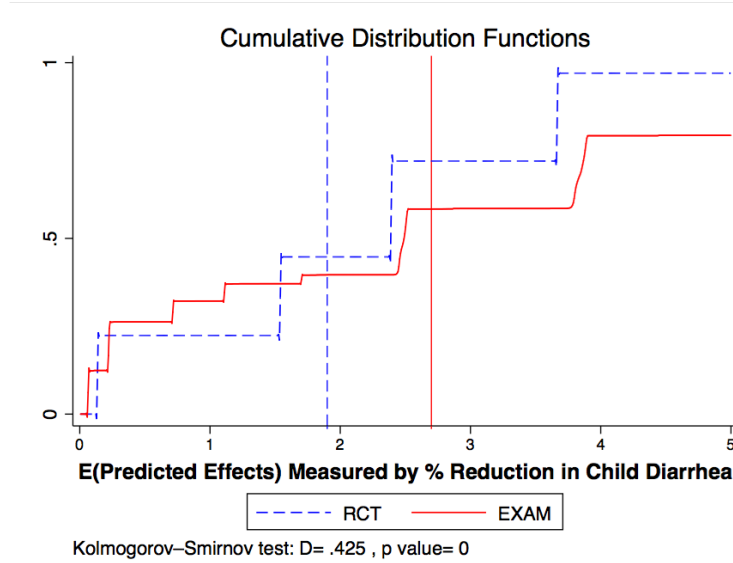 Cumulative Distribution Functions
1
.5
0
0 1 2 3 4 5
E(Predicted Effects) Measured by % Reduction in Child Diarrhea
RCT EXAM
Kolmogorov–Smirnov test: D= .425 , p value= 0